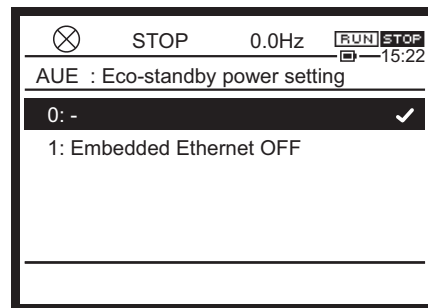 STOP 0.0Hz RUN STOP
15:22
AUE : Eco-standby power setting
0: -
1: Embedded Ethernet OFF